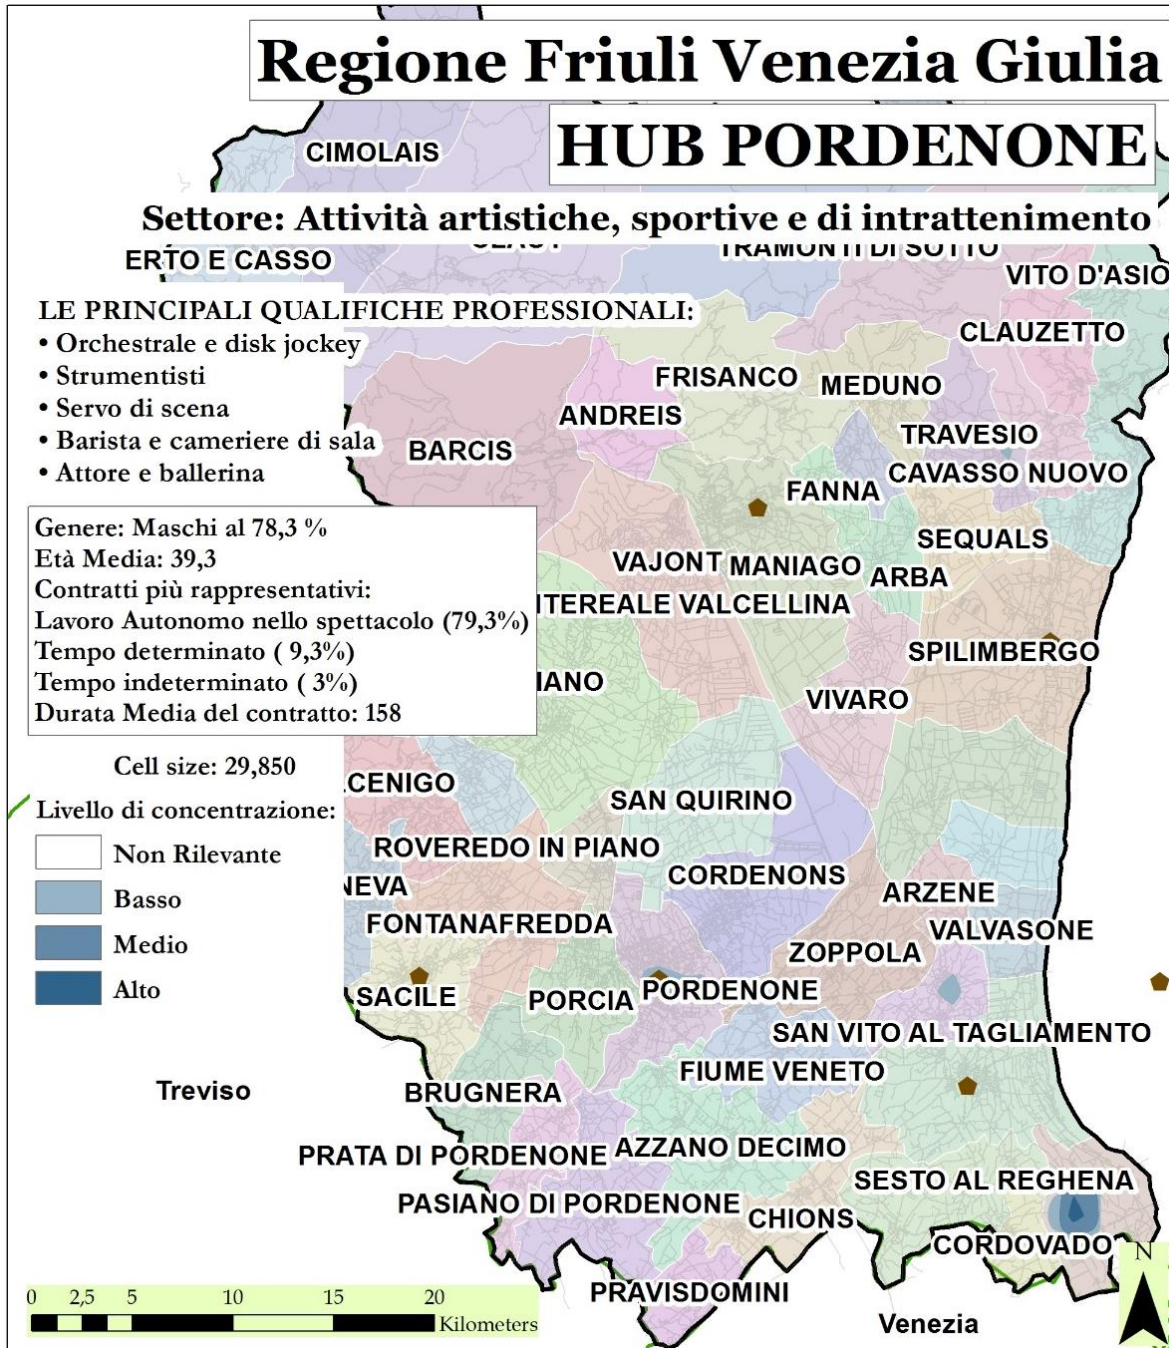 Regione Friuli Venezia Giulia
HUB PORDENONE
CIMOLAIS
Settore: Attività artistiche, sportive e di intrattenimento
ERTO E CASSO
TRAMONTI DI SOTTO
VITO D'ASIO
LE PRINCIPALI QUALIFICHE PROFESSIONALI:
• Orchestrale e disk jockey
• Strumentisti
• Servo di scena
• Barista e cameriere di sala
• Attore e ballerina
CLAUZETTO
FRISANCO
MEDUNO
ANDREIS
TRAVESIO
BARCIS
CAVASSO NUOVO
FANNA
Genere: Maschi al 78,3 %
Età Media: 39,3
Contratti più rappresentativi:
Lavoro Autonomo nello spettacolo (79,3%)
Tempo determinato ( 9,3%)
Tempo indeterminato ( 3%)
Durata Media del contratto: 158
SEQUALS
VAJONT
MANIAGO
ARBA
ITEREALE VALCELLINA
SPILIMBERGO
IANO
VIVARO
Cell size: 29,850
Livello di concentrazione:
Non Rilevante
Basso
Medio
Alto
CENIGO
SAN QUIRINO
ROVEREDO IN PIANO
NEVA
CORDENONS
ARZENE
FONTANAFREDDA
VALVASONE
ZOPPOLA
SACILE
PORCIA
PORDENONE
SAN VITO AL TAGLIAMENTO
FIUME VENETO
Treviso
BRUGNERA
PRATA DI PORDENONE
AZZANO DECIMO
SESTO AL REGHENA
PASIANO DI PORDENONE
CHIONS
CORDOVADO
N
PRAVISDOMINI
Venezia
0 2,5 5 10 15 20
Kilometers